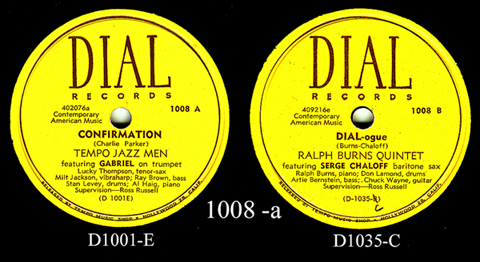 DIAL
RECORDS
402076a
Contemporary
American Music
1008 A
CONFIRMATION
(Charlie Parker)
TEMPO JAZZ MEN
featuring GABRIEL on trumpet
Lucky Thompson, tenor-sax
Milt Jackson, vibraharp; Ray Brown, bass
Stan Levey, drums; Al Haig, piano
Supervision—Ross Russell
(D 1001E)
DIAL
RECORDS
409216e
Contemporary
American Music
1008 B
DIAL-ogue
(Burns-Chaloff)
RALPH BURNS QUINTET
featuring SERGE CHALOFF baritone sax
Ralph Burns, piano; Don Lamond, drums
Artie Bernstein, bass; Chuck Wayne, guitar
Supervision—Ross Russell
1008 -a
D1001-E
D1035-C